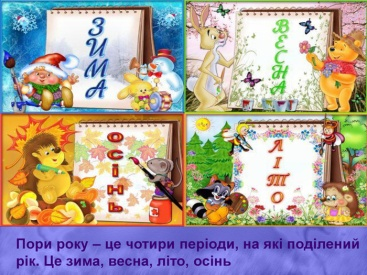 ЗИМА
ВЕСНА
ОСІНЬ
ЛІТО
Пори року – це чотири періоди, на які поділений
рік. Це зима, весна, літо, осінь